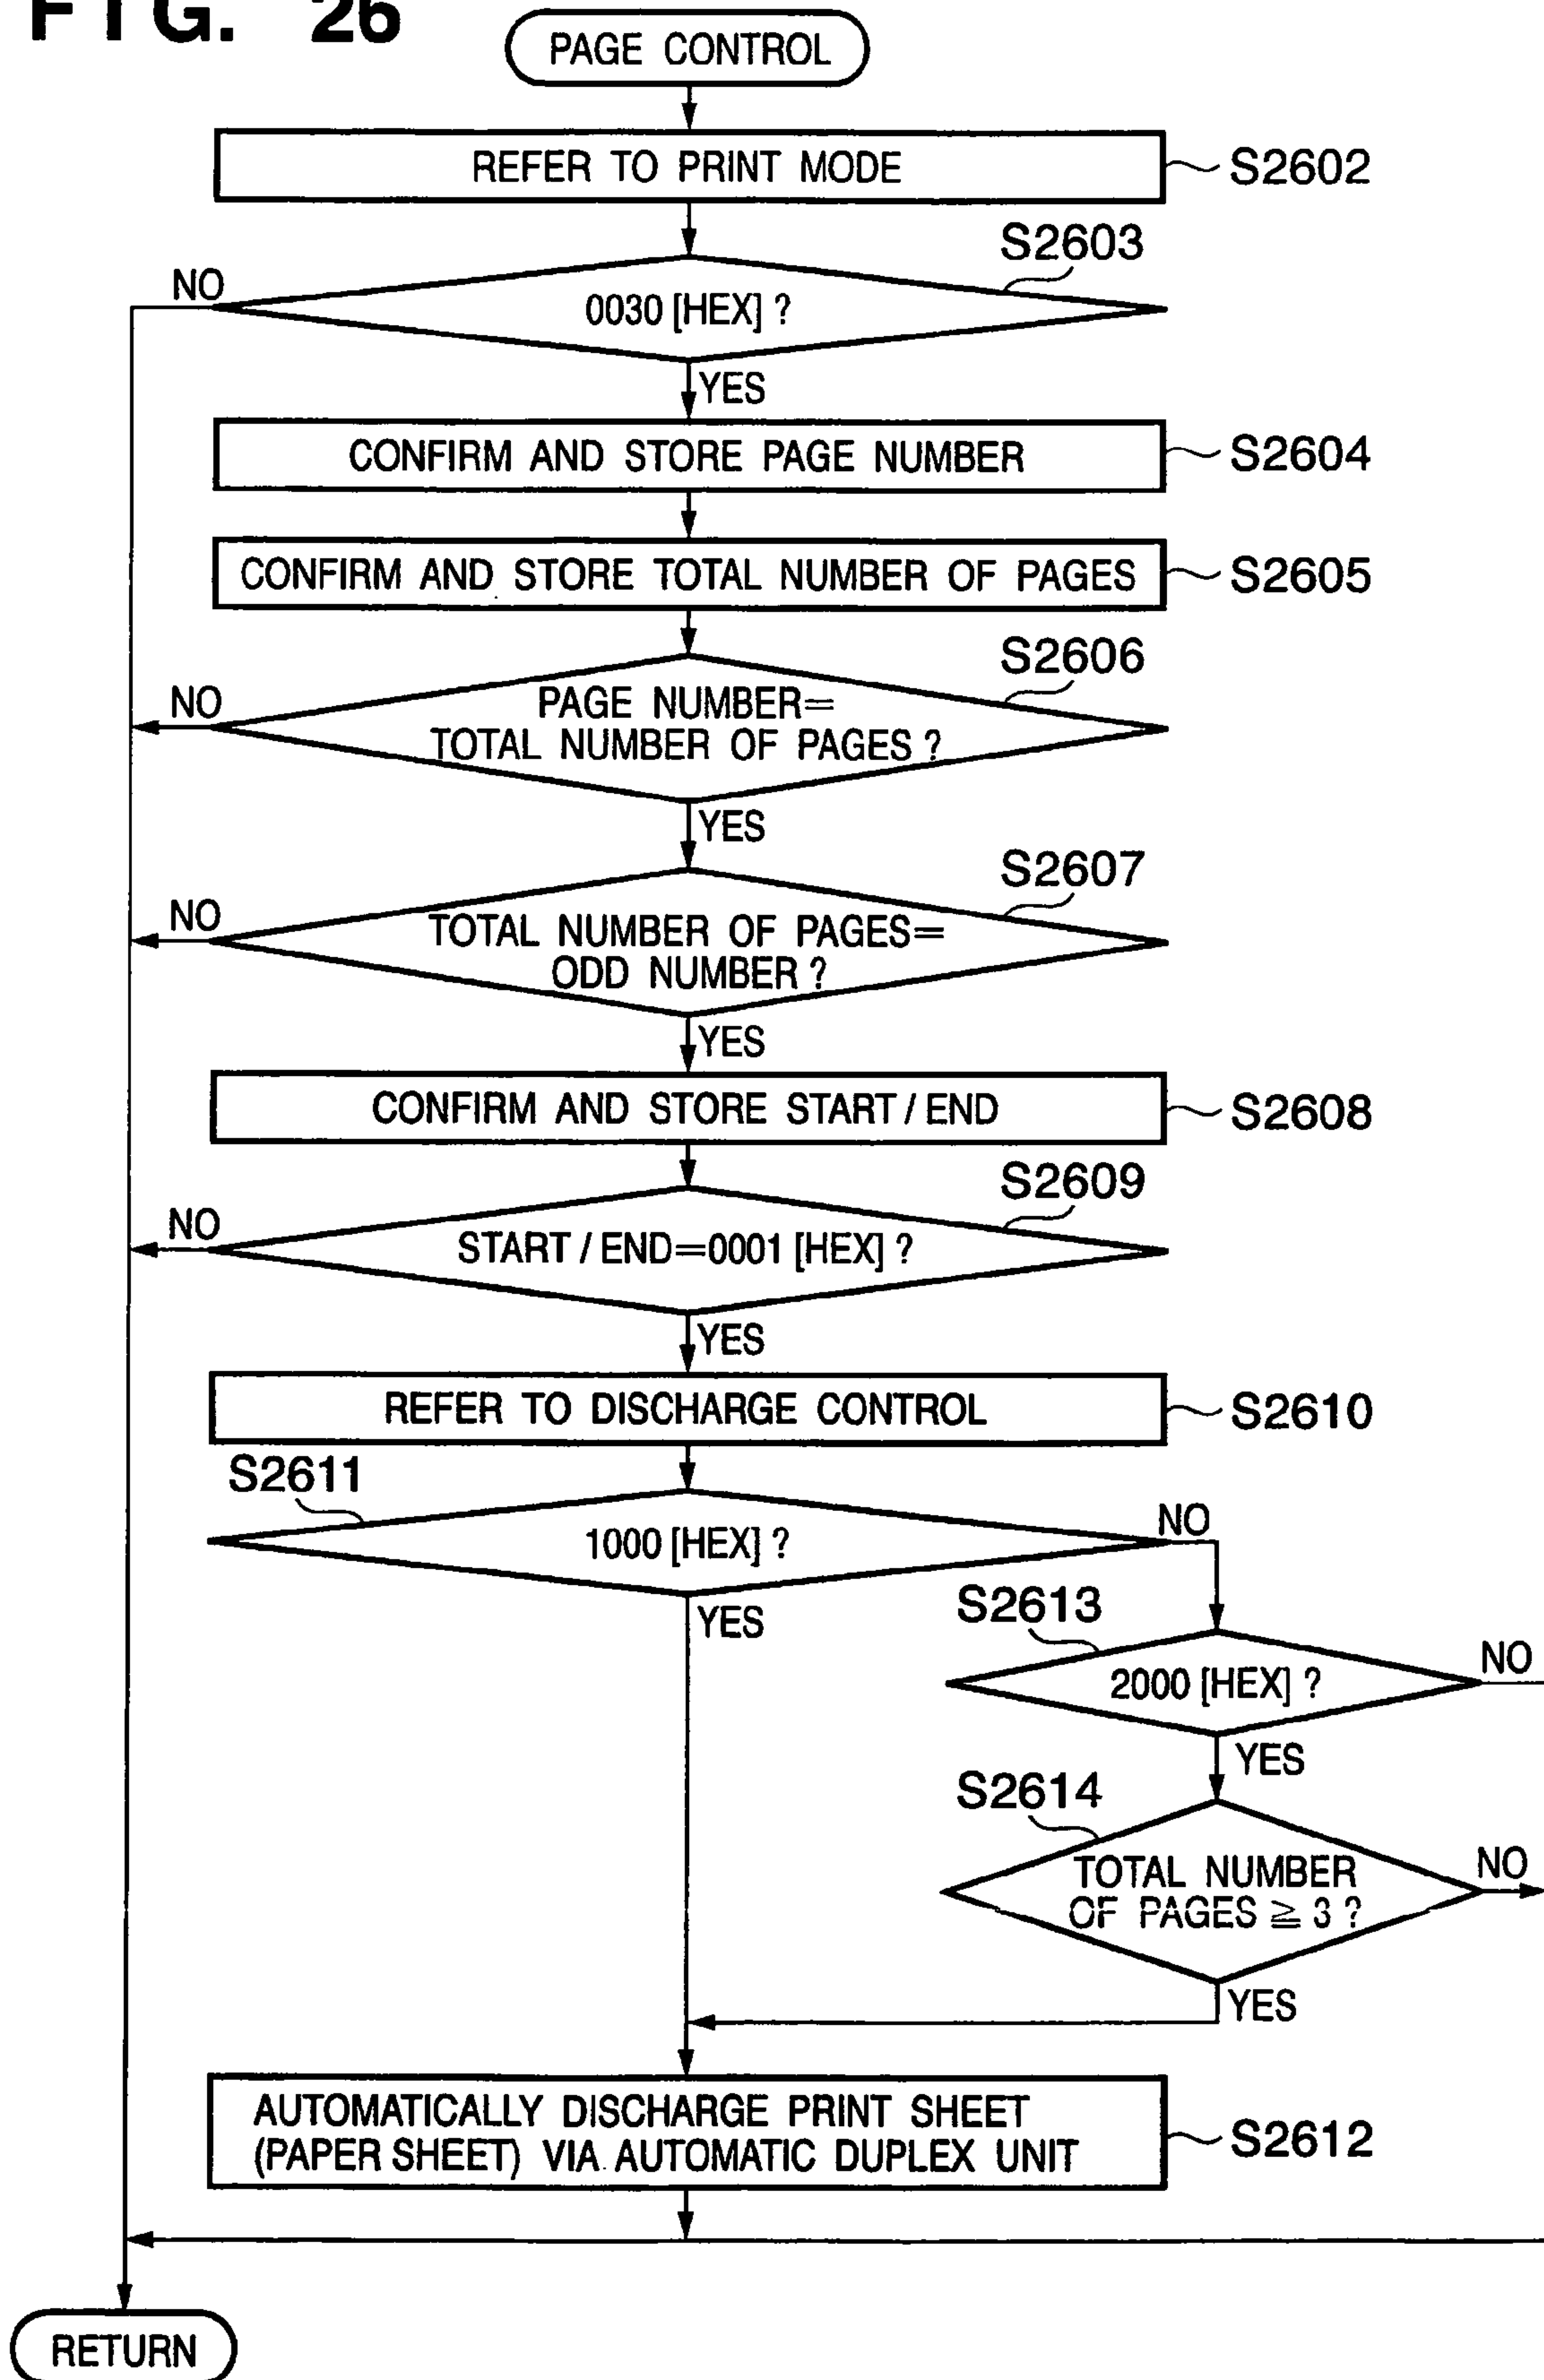 FIG. 26
PAGE CONTROL
REFER TO PRINT MODE
S2602
S2603
NO
0030 [HEX] ?
YES
CONFIRM AND STORE PAGE NUMBER
S2604
CONFIRM AND STORE TOTAL NUMBER OF PAGES
S2605
S2606
NO
PAGE NUMBER=
TOTAL NUMBER OF PAGES ?
YES
S2607
NO
TOTAL NUMBER OF PAGES=
ODD NUMBER ?
YES
CONFIRM AND STORE START / END
S2608
S2609
NO
START / END=0001 [HEX] ?
YES
REFER TO DISCHARGE CONTROL
S2610
S2611
1000 [HEX] ?
NO
YES
S2613
2000 [HEX] ?
NO
YES
S2614
TOTAL NUMBER
OF PAGES ≧ 3 ?
NO
YES
AUTOMATICALLY DISCHARGE PRINT SHEET
(PAPER SHEET) VIA AUTOMATIC DUPLEX UNIT
S2612
RETURN